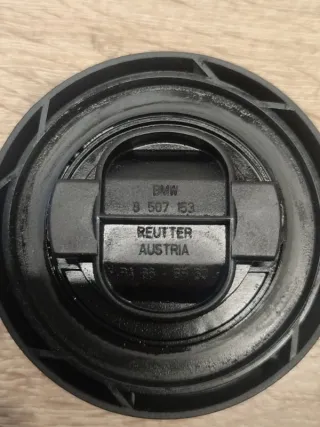 BMW
8 507 153
REUTTER
AUSTRIA